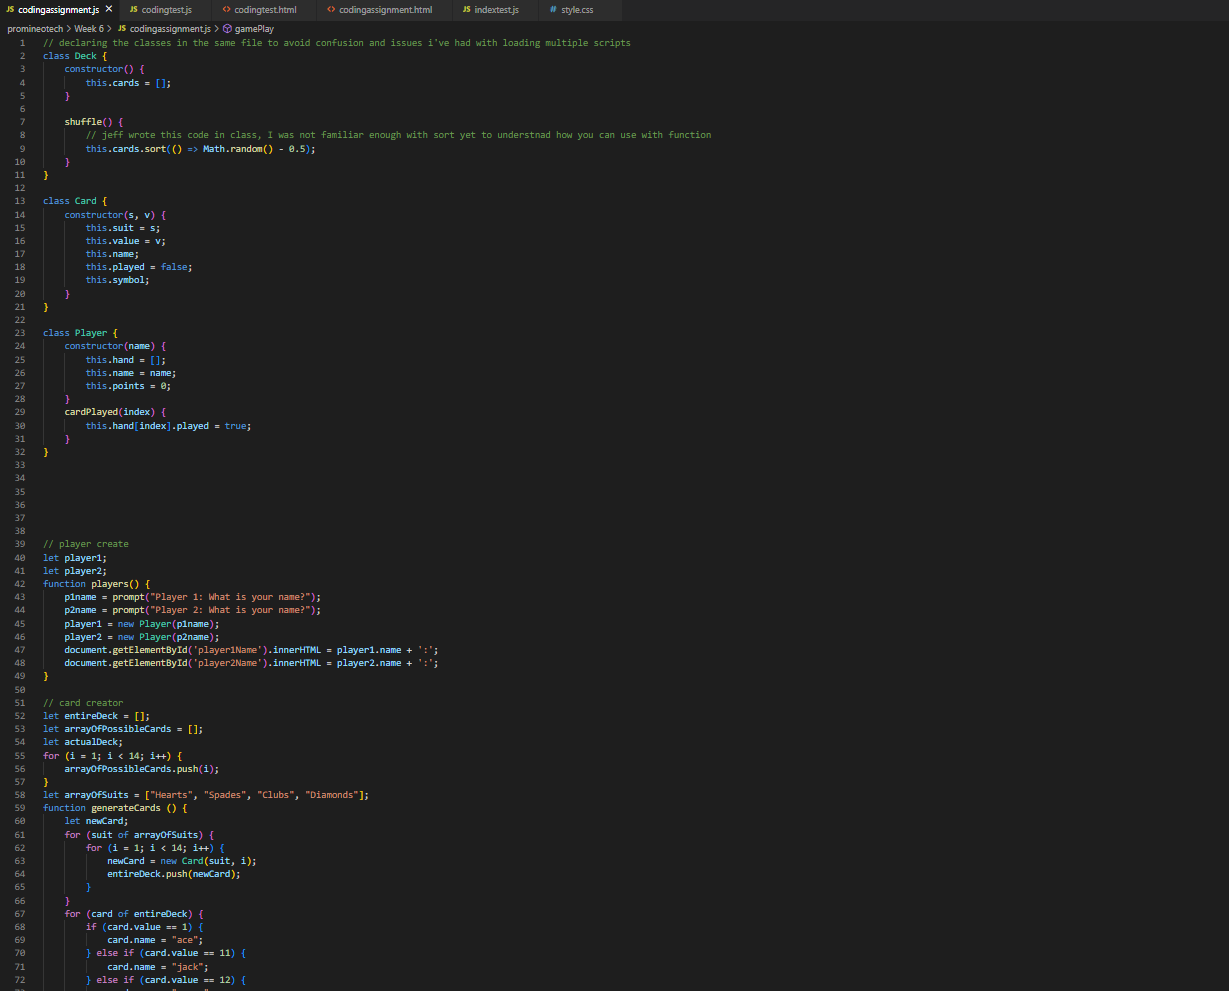 JS codingassignment.js × JS codingtest.js <> codingtest.html <> codingassignment.html JS indextest.js # style.css
promineotech > Week 6 > JS codingassignment.js > gamePlay
1 // declaring the classes in the same file to avoid confusion and issues i've had with loading multiple scripts
2 class Deck {
3 constructor() {
4 this.cards = [];
5 }
6
7 shuffle() {
8 // jeff wrote this code in class, I was not familiar enough with sort yet to understnad how you can use with function
9 this.cards.sort(() => Math.random() - 0.5);
10 }
11 }
12
13 class Card {
14 constructor(s, v) {
15 this.suit = s;
16 this.value = v;
17 this.name;
18 this.played = false;
19 this.symbol;
20 }
21 }
22
23 class Player {
24 constructor(name) {
25 this.hand = [];
26 this.name = name;
27 this.points = 0;
28 }
29 cardPlayed(index) {
30 this.hand[index].played = true;
31 }
32 }
33
34
35
36
37
38
39 // player create
40 let player1;
41 let player2;
42 function players() {
43 p1name = prompt("Player 1: What is your name?");
44 p2name = prompt("Player 2: What is your name?");
45 player1 = new Player(p1name);
46 player2 = new Player(p2name);
47 document.getElementById('player1Name').innerHTML = player1.name + ':';
48 document.getElementById('player2Name').innerHTML = player2.name + ':';
49 }
50
51 // card creator
52 let entireDeck = [];
53 let arrayOfPossibleCards = [];
54 let actualDeck;
55 for (i = 1; i < 14; i++) {
56 arrayOfPossibleCards.push(i);
57 }
58 let arrayOfSuits = ["Hearts", "Spades", "Clubs", "Diamonds"];
59 function generateCards () {
60 let newCard;
61 for (suit of arrayOfSuits) {
62 for (i = 1; i < 14; i++) {
63 newCard = new Card(suit, i);
64 entireDeck.push(newCard);
65 }
66 }
67 for (card of entireDeck) {
68 if (card.value == 1) {
69 card.name = "ace";
70 } else if (card.value == 11) {
71 card.name = "jack";
72 } else if (card.value == 12) {